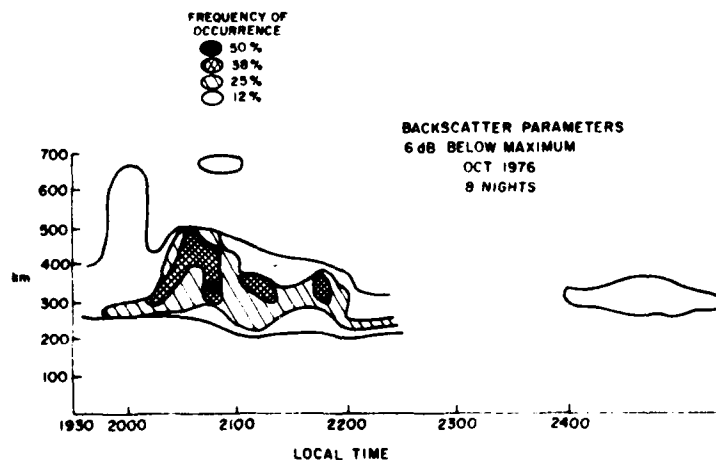 FREQUENCY OF
OCCURRENCE
50%
38%
25%
12%
BACKSCATTER PARAMETERS
6 dB BELOW MAXIMUM
OCT 1976
8 NIGHTS
700
600
500
400
km
300
200
100
1930 2000 2100 2200 2300 2400
LOCAL TIME